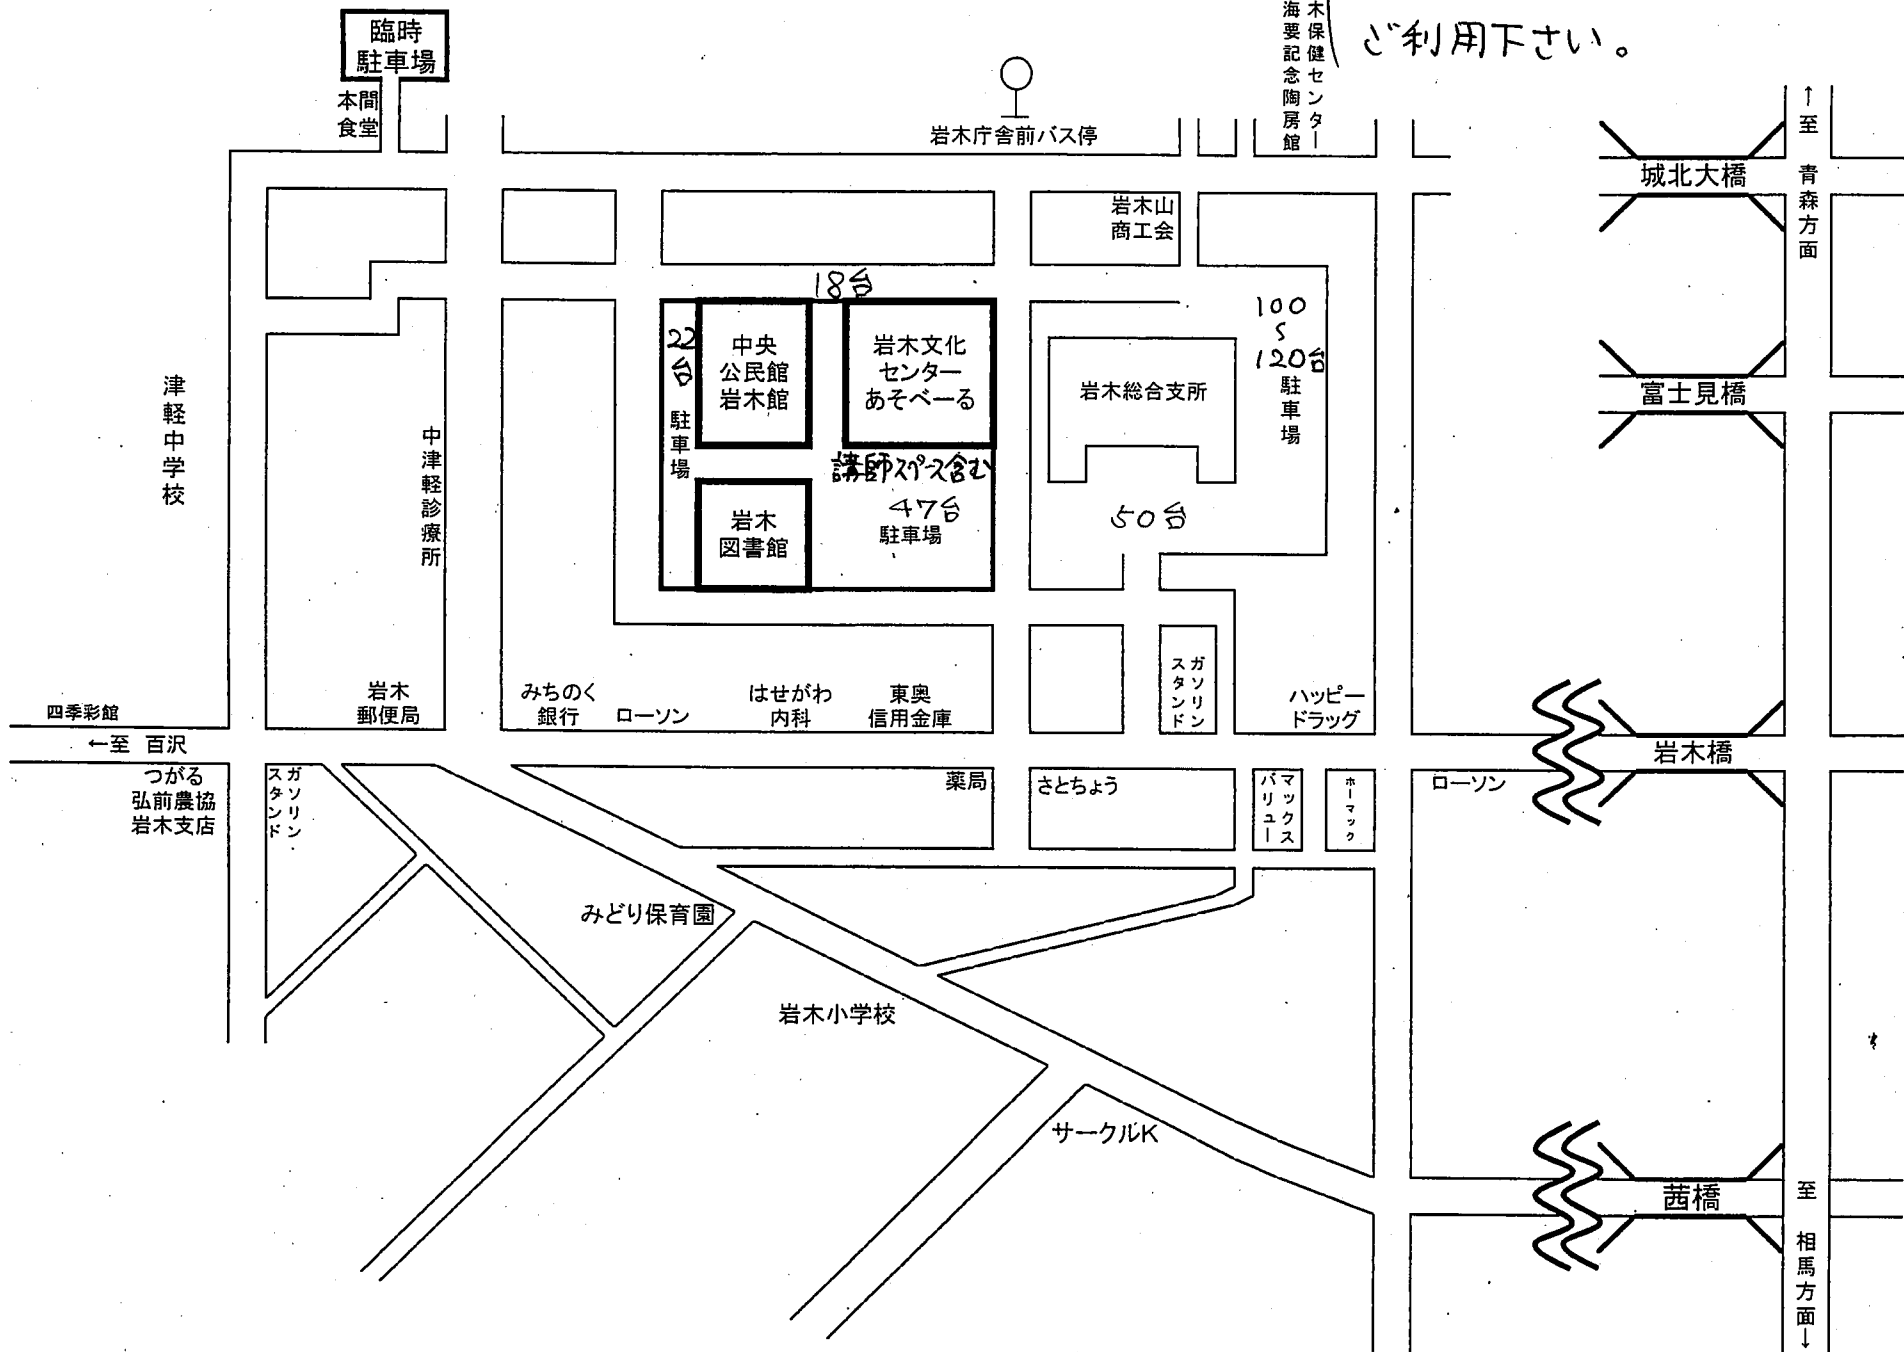 木保健センター
海要記念陶房館
ご利用下さい。
臨時
駐車場
本間
食堂
岩木庁舎前バス停
↑至 青森方面
城北大橋
岩木山
商工会
18台
22台
駐車場
中央
公民館
岩木館
岩木文化
センター
あそべーる
岩木総合支所
100
~
120台
駐車場
富士見橋
津軽中学校
中津軽診療所
講師スペース含む
47台
駐車場
岩木
図書館
50台
四季彩館
岩木
郵便局
みちのく
銀行
ローソン
はせがわ
内科
東奥
信用金庫
ガソリン
スタンド
ハッピー
ドラッグ
←至 百沢
岩木橋
つがる
弘前農協
岩木支店
ガソリン
スタンド
薬局
さとちょう
マックス
バリュー
ホーマック
ローソン
みどり保育園
岩木小学校
サークルK
茜橋
至 相馬方面↓